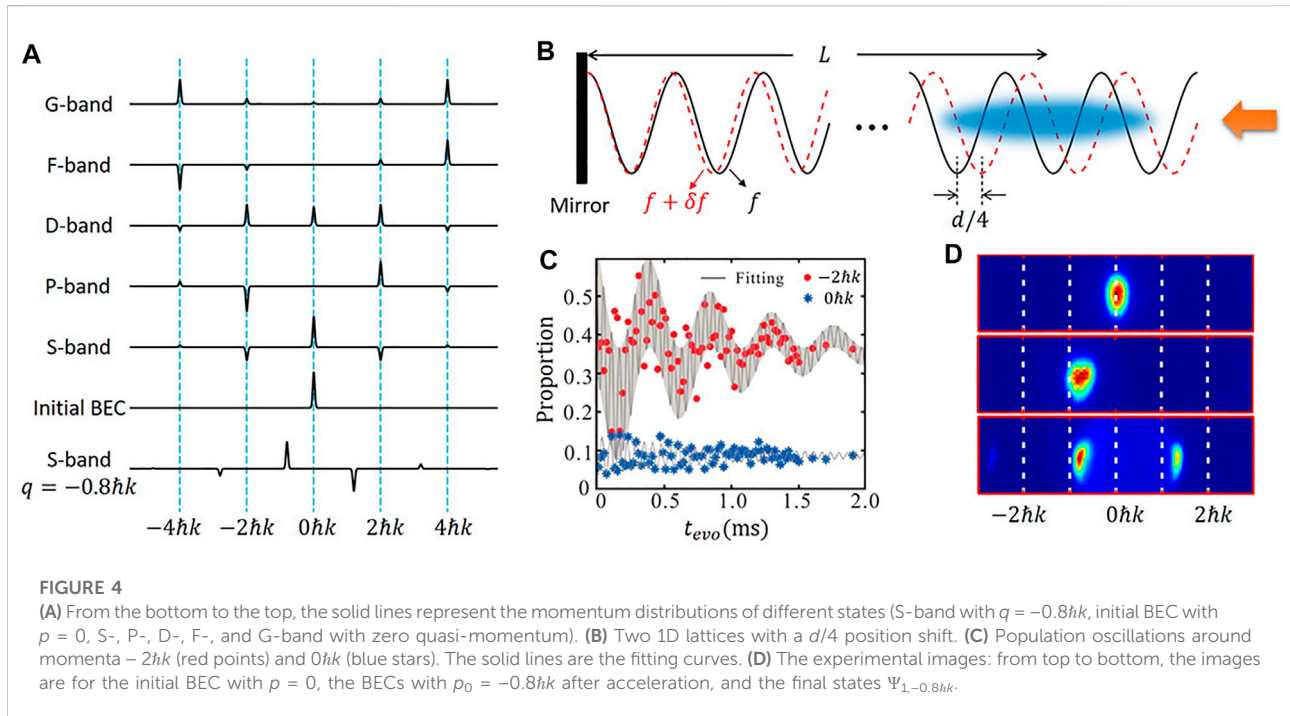 A
G-band
F-band
D-band
P-band
S-band
Initial BEC
S-band
q = −0.8ħk
−4ħk −2ħk 0ħk 2ħk 4ħk
B
L
Mirror
f + δf
f
d/4
C
Fitting
−2ħk
0ħk
Proportion
0.5
0.4
0.3
0.2
0.1
0
0 0.5 1.0 1.5 2.0
t_evo(ms)
D
−2ħk 0ħk 2ħk
FIGURE 4
(A) From the bottom to the top, the solid lines represent the momentum distributions of different states (S-band with q = −0.8ħk, initial BEC with
p = 0, S-, P-, D-, F-, and G-band with zero quasi-momentum). (B) Two 1D lattices with a d/4 position shift. (C) Population oscillations around
momenta – 2ħk (red points) and 0ħk (blue stars). The solid lines are the fitting curves. (D) The experimental images: from top to bottom, the images
are for the initial BEC with p = 0, the BECs with p₀ = −0.8ħk after acceleration, and the final states Ψ₁,₋₀.₈ħk.